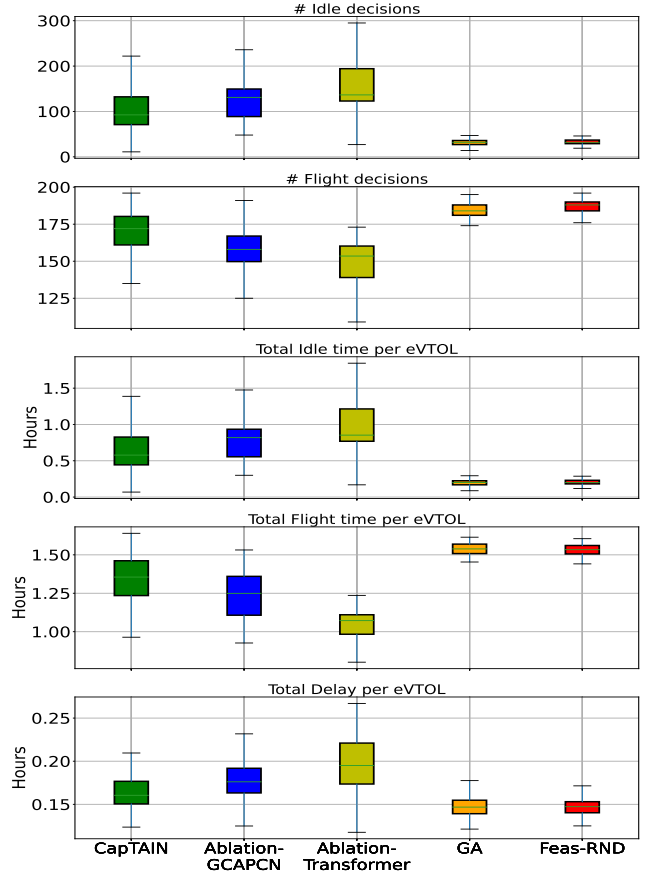 # Idle decisions
300
200
100
0
# Flight decisions
200
175
150
125
Total Idle time per eVTOL
Hours
1.5
1.0
0.5
0.0
Total Flight time per eVTOL
Hours
1.50
1.25
1.00
Total Delay per eVTOL
Hours
0.25
0.20
0.15
CapTAIN
Ablation-
GCAPCN
Ablation-
Transformer
GA
Feas-RND